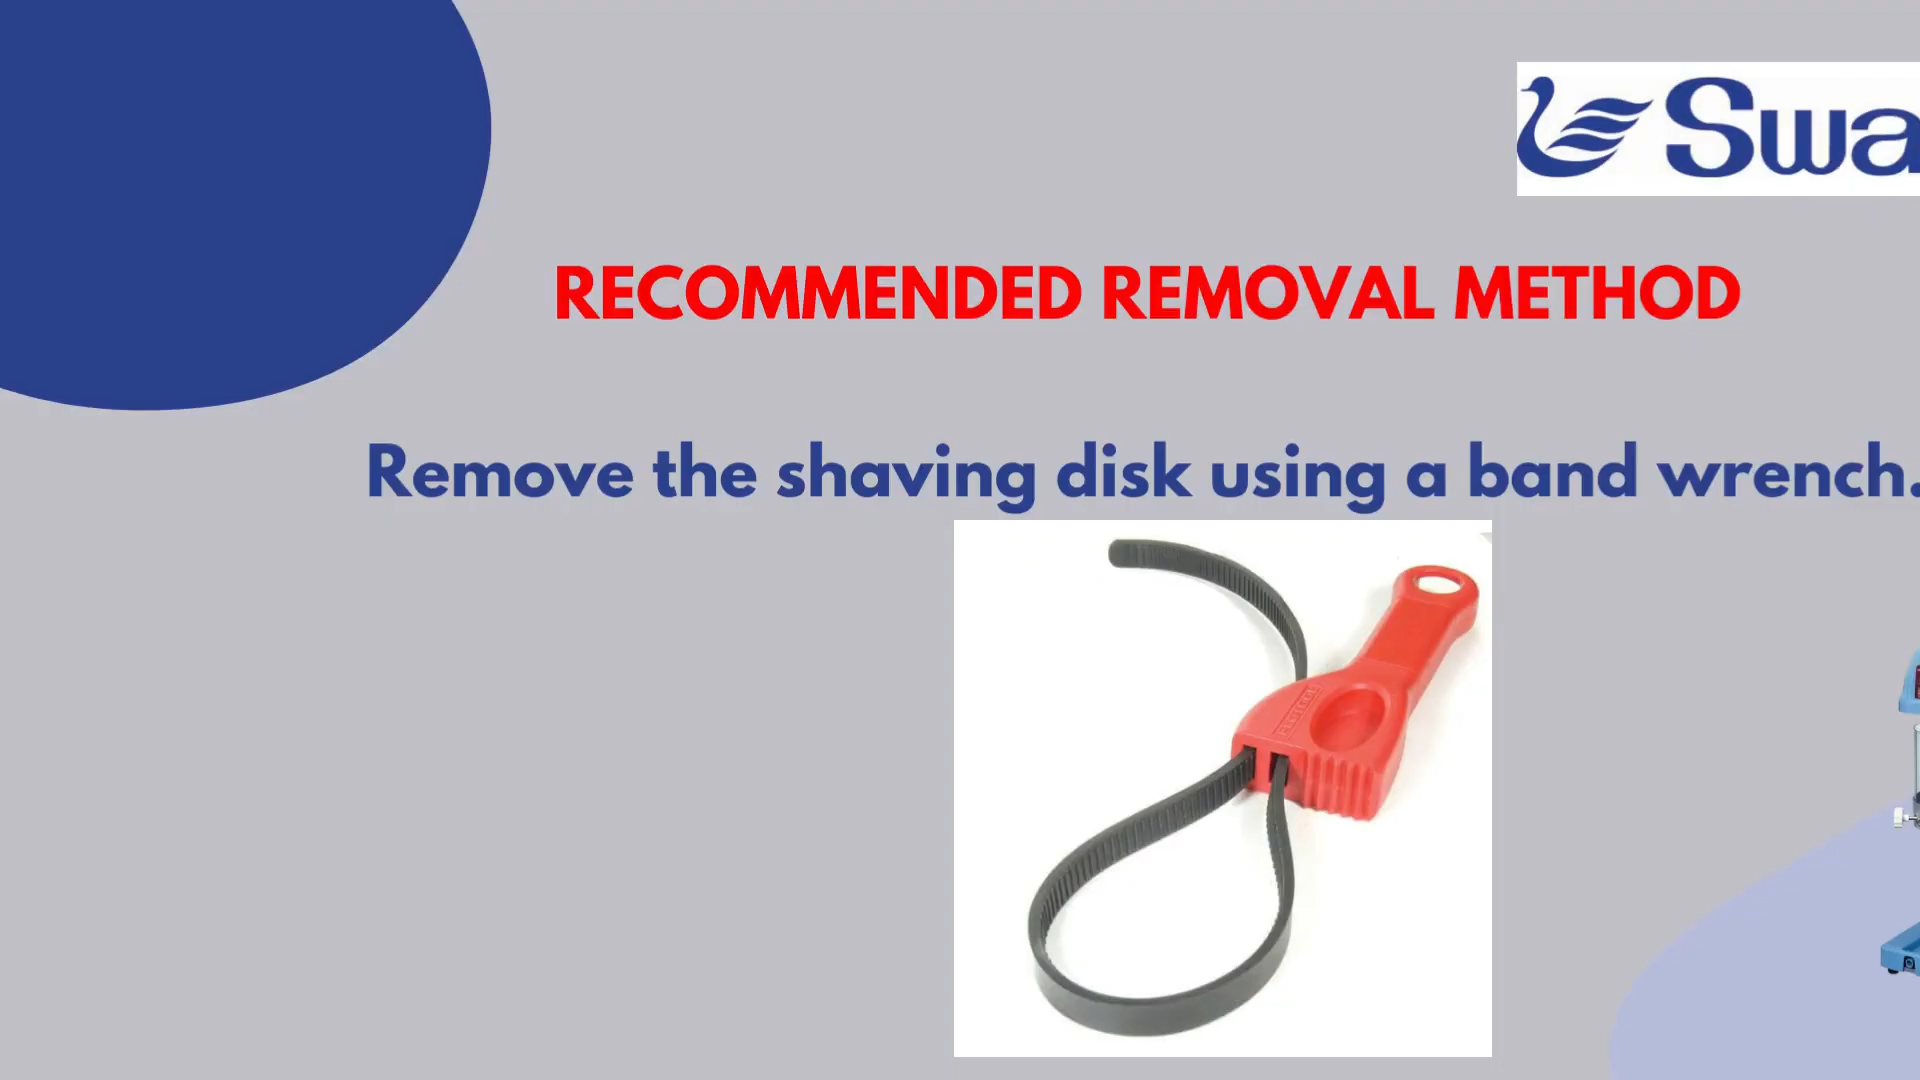 Swa
RECOMMENDED REMOVAL METHOD
Remove the shaving disk using a band wrench.